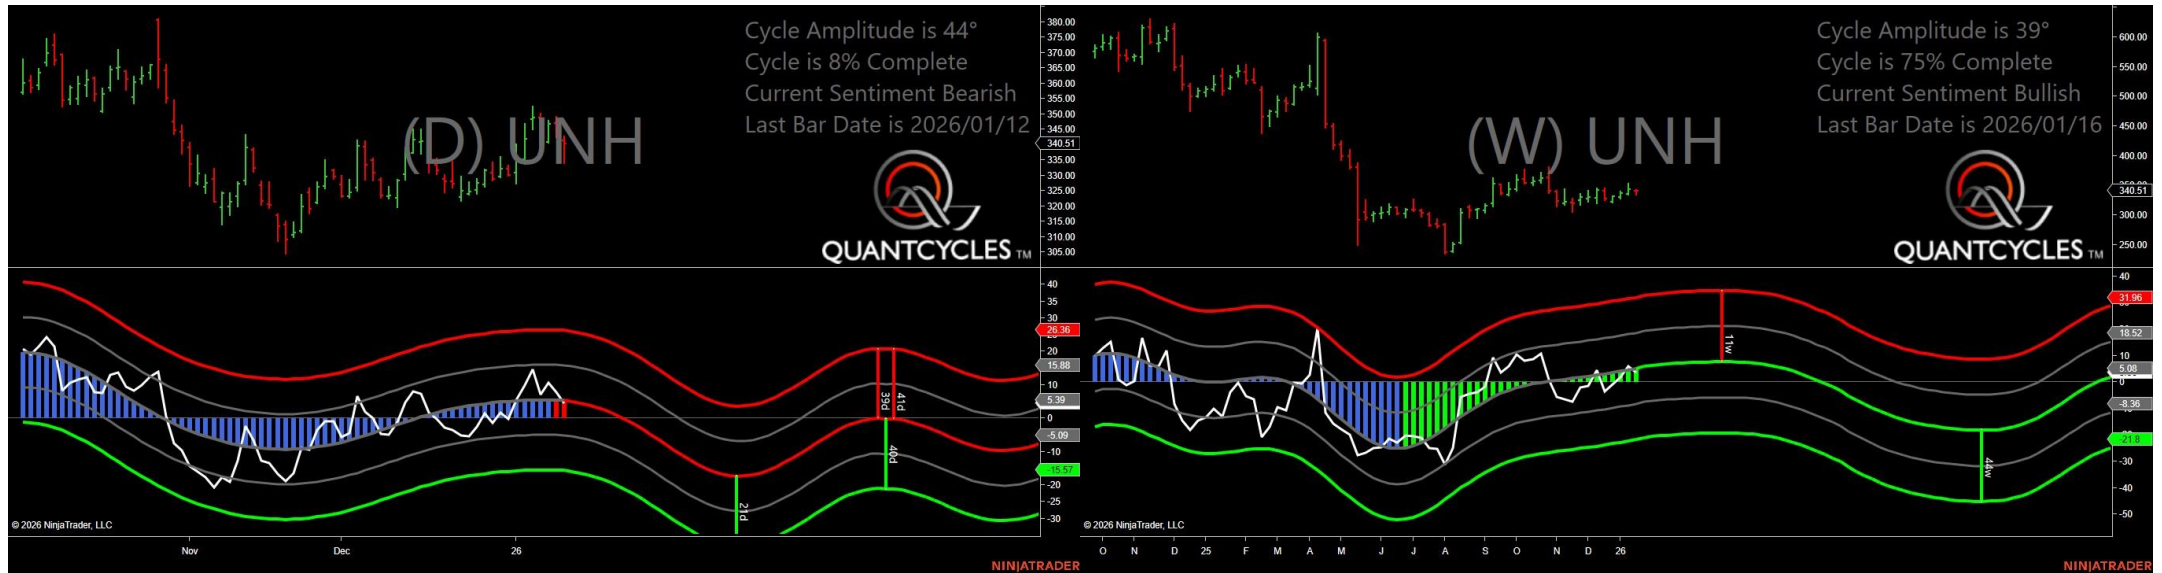 Cycle Amplitude is 44°
Cycle is 8% Complete
Current Sentiment Bearish
Last Bar Date is 2026/01/12
(D) UNH
QUANTCYCLES TM
380.00
375.00
370.00
365.00
360.00
355.00
350.00
345.00
340.51
335.00
330.00
325.00
320.00
315.00
310.00
305.00
40
35
30
26.36
20
15.88
10
5.39
0
-5.09
-15.57
-20
-25
-30
39d
41d
40d
21d
© 2026 NinjaTrader, LLC
Nov
Dec
26
NINJATRADER
Cycle Amplitude is 39°
Cycle is 75% Complete
Current Sentiment Bullish
Last Bar Date is 2026/01/16
(W) UNH
QUANTCYCLES TM
600.00
550.00
500.00
450.00
400.00
340.51
300.00
250.00
40
31.96
18.52
10
5.08
0
-8.36
-21.8
-30
-40
-50
11w
44w
© 2026 NinjaTrader, LLC
O N D 25 F M A M J J A S O N D 26
NINJATRADER